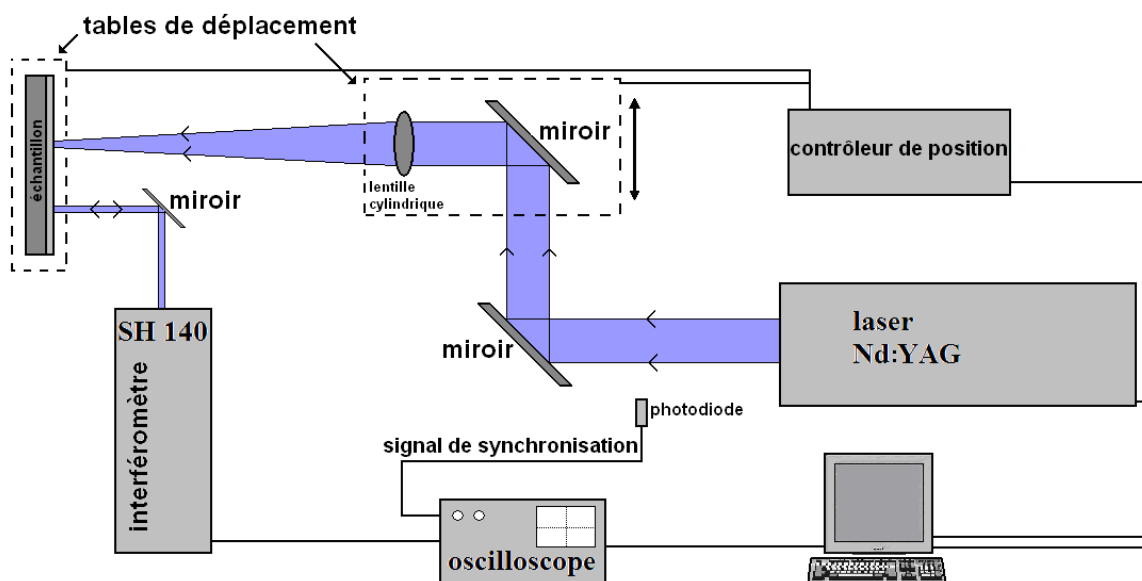 tables de déplacement
échantillon
miroir
lentille
cylindrique
miroir
contrôleur de position
SH 140
interféromètre
miroir
laser
Nd:YAG
photodiode
signal de synchronisation
oscilloscope